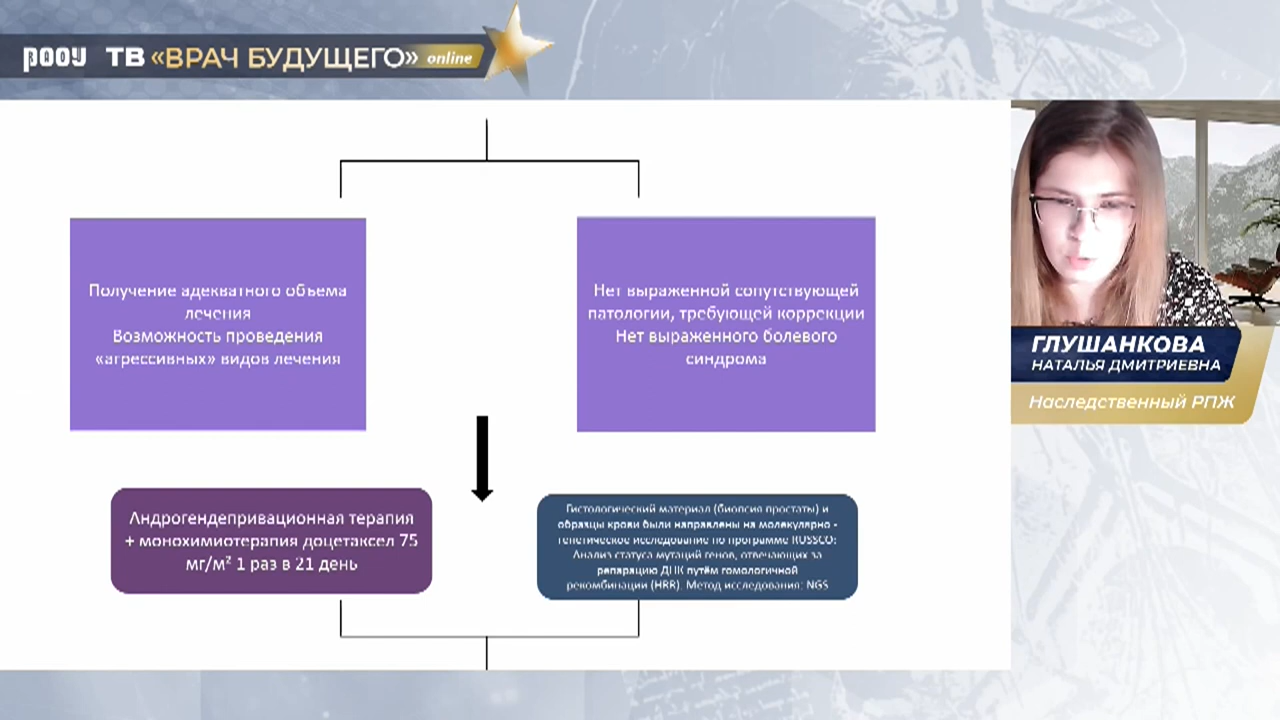 РООУ ТВ «ВРАЧ БУДУЩЕГО» online
Получение адекватного объема
лечения
Возможность проведения
«агрессивных» видов лечения
Нет выраженной сопутствующей
патологии, требующей коррекции
Нет выраженного болевого
синдрома
Андрогендепривационная терапия
+ монохимиотерапия доцетаксел 75
мг/м² 1 раз в 21 день
Гистологический материал (биопсия простаты) и
образцы крови были направлены на молекулярно -
генетическое исследование по программе RUSSCO:
Анализ статуса мутаций генов, отвечающих за
репарацию ДНК путём гомологичной
рекомбинации (HRR). Метод исследования: NGS
ГЛУШАНКОВА
НАТАЛЬЯ ДМИТРИЕВНА
Наследственный РПЖ